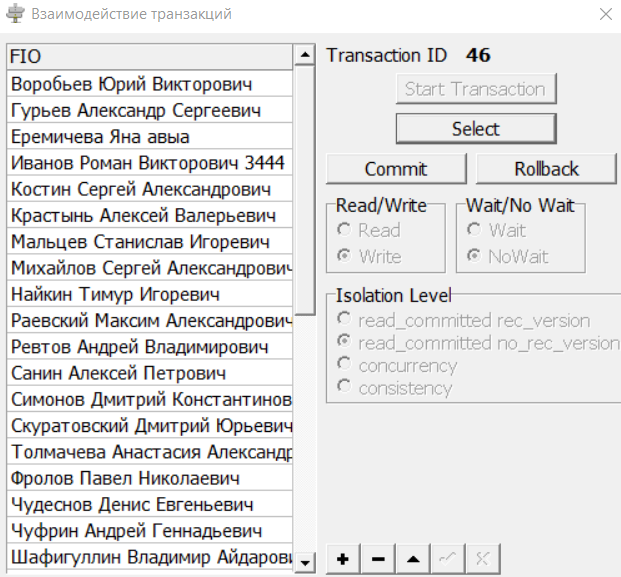 Взаимодействие транзакций
FIO
Воробьев Юрий Викторович
Гурьев Александр Сергеевич
Еремичева Яна авыа
Иванов Роман Викторович 3444
Костин Сергей Александрович
Крастынь Алексей Валерьевич
Мальцев Станислав Игоревич
Михайлов Сергей Александрович
Найкин Тимур Игоревич
Раевский Максим Александрович
Ревтов Андрей Владимирович
Санин Алексей Петрович
Симонов Дмитрий Константинов
Скуратовский Дмитрий Юрьевич
Толмачева Анастасия Александр
Фролов Павел Николаевич
Чудеснов Денис Евгеньевич
Чуфрин Андрей Геннадьевич
Шафигуллин Владимир Айдарови
Transaction ID 46
Start Transaction
Select
Commit Rollback
Read/Write Wait/No Wait
Read Wait
Write NoWait
Isolation Level
read_committed rec_version
read_committed no_rec_version
concurrency
consistency